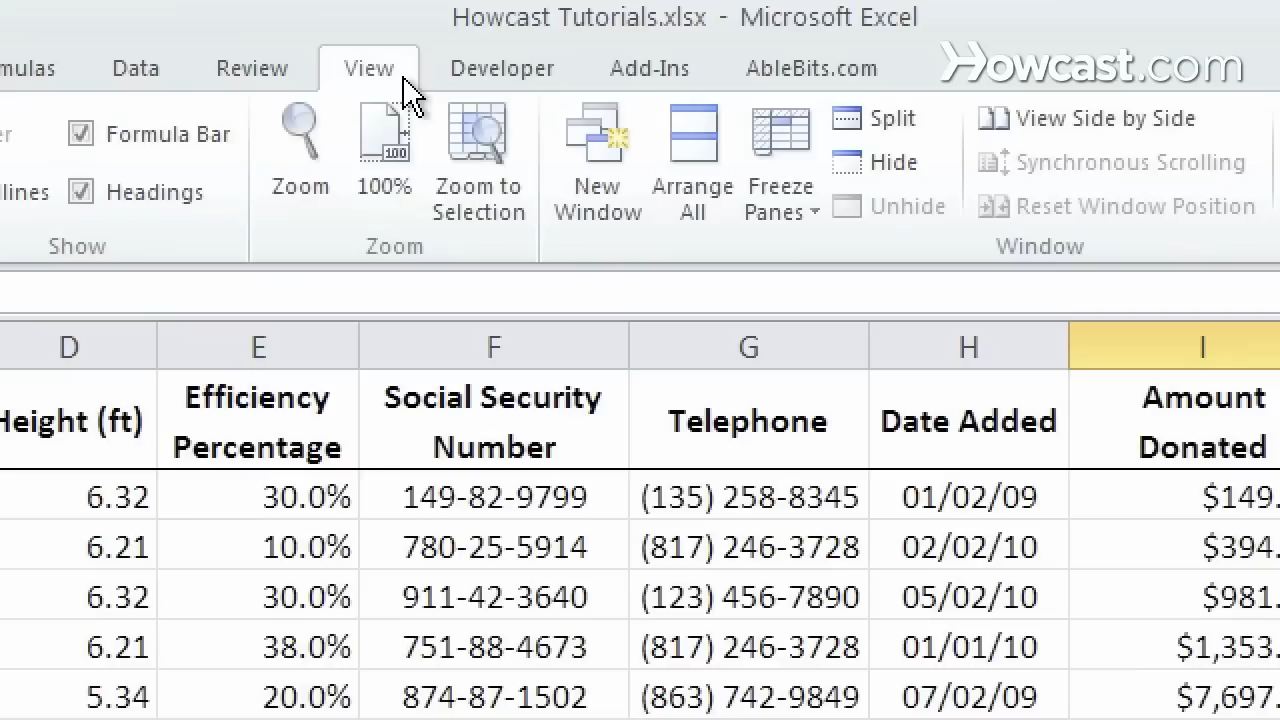 Howcast Tutorials.xlsx - Microsoft Excel
mulas Data Review View Developer Add-Ins AbleBits.com
Howcast.com
Formula Bar
Headings
Show
Zoom
100
100%
Zoom to
Selection
Zoom
New
Window
Arrange
All
Freeze
Panes
Split
Hide
Unhide
View Side by Side
Synchronous Scrolling
Reset Window Position
Window
D E F G H I
Height (ft) Efficiency Percentage Social Security Number Telephone Date Added Amount Donated
6.32 30.0% 149-82-9799 (135) 258-8345 01/02/09 $149.
6.21 10.0% 780-25-5914 (817) 246-3728 02/02/10 $394.
6.32 30.0% 911-42-3640 (123) 456-7890 05/02/10 $981.
6.21 38.0% 751-88-4673 (817) 246-3728 01/01/10 $1,353.
5.34 20.0% 874-87-1502 (863) 742-9849 07/02/09 $7,697.